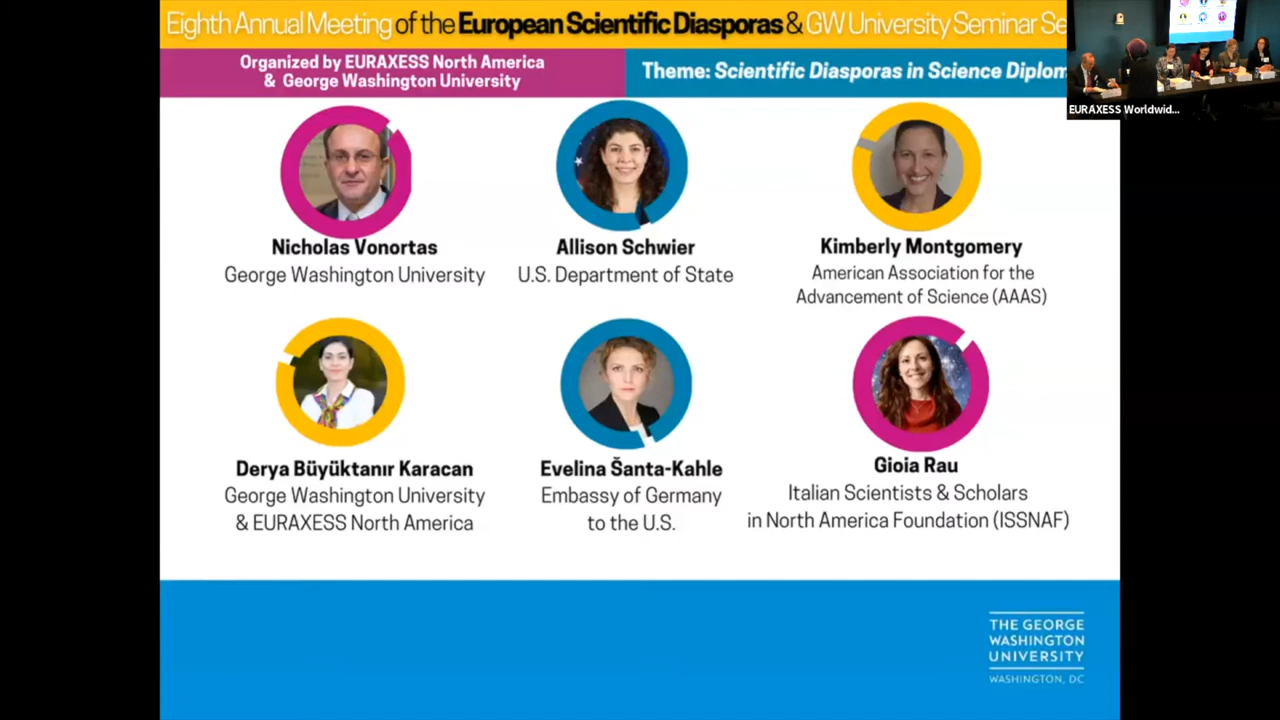 Eighth Annual Meeting of the European Scientific Diasporas & GW University Seminar Se
Organized by EURAXESS North America
& George Washington University
Theme: Scientific Diasporas in Science Diplom
EURAXESS Worldwid...
Nicholas Vonortas
George Washington University
Allison Schwier
U.S. Department of State
Kimberly Montgomery
American Association for the
Advancement of Science (AAAS)
Derya Büyüktanır Karacan
George Washington University
& EURAXESS North America
Evelina Šanta-Kahle
Embassy of Germany
to the U.S.
Gioia Rau
Italian Scientists & Scholars
in North America Foundation (ISSNAF)
THE GEORGE
WASHINGTON
UNIVERSITY
WASHINGTON, DC